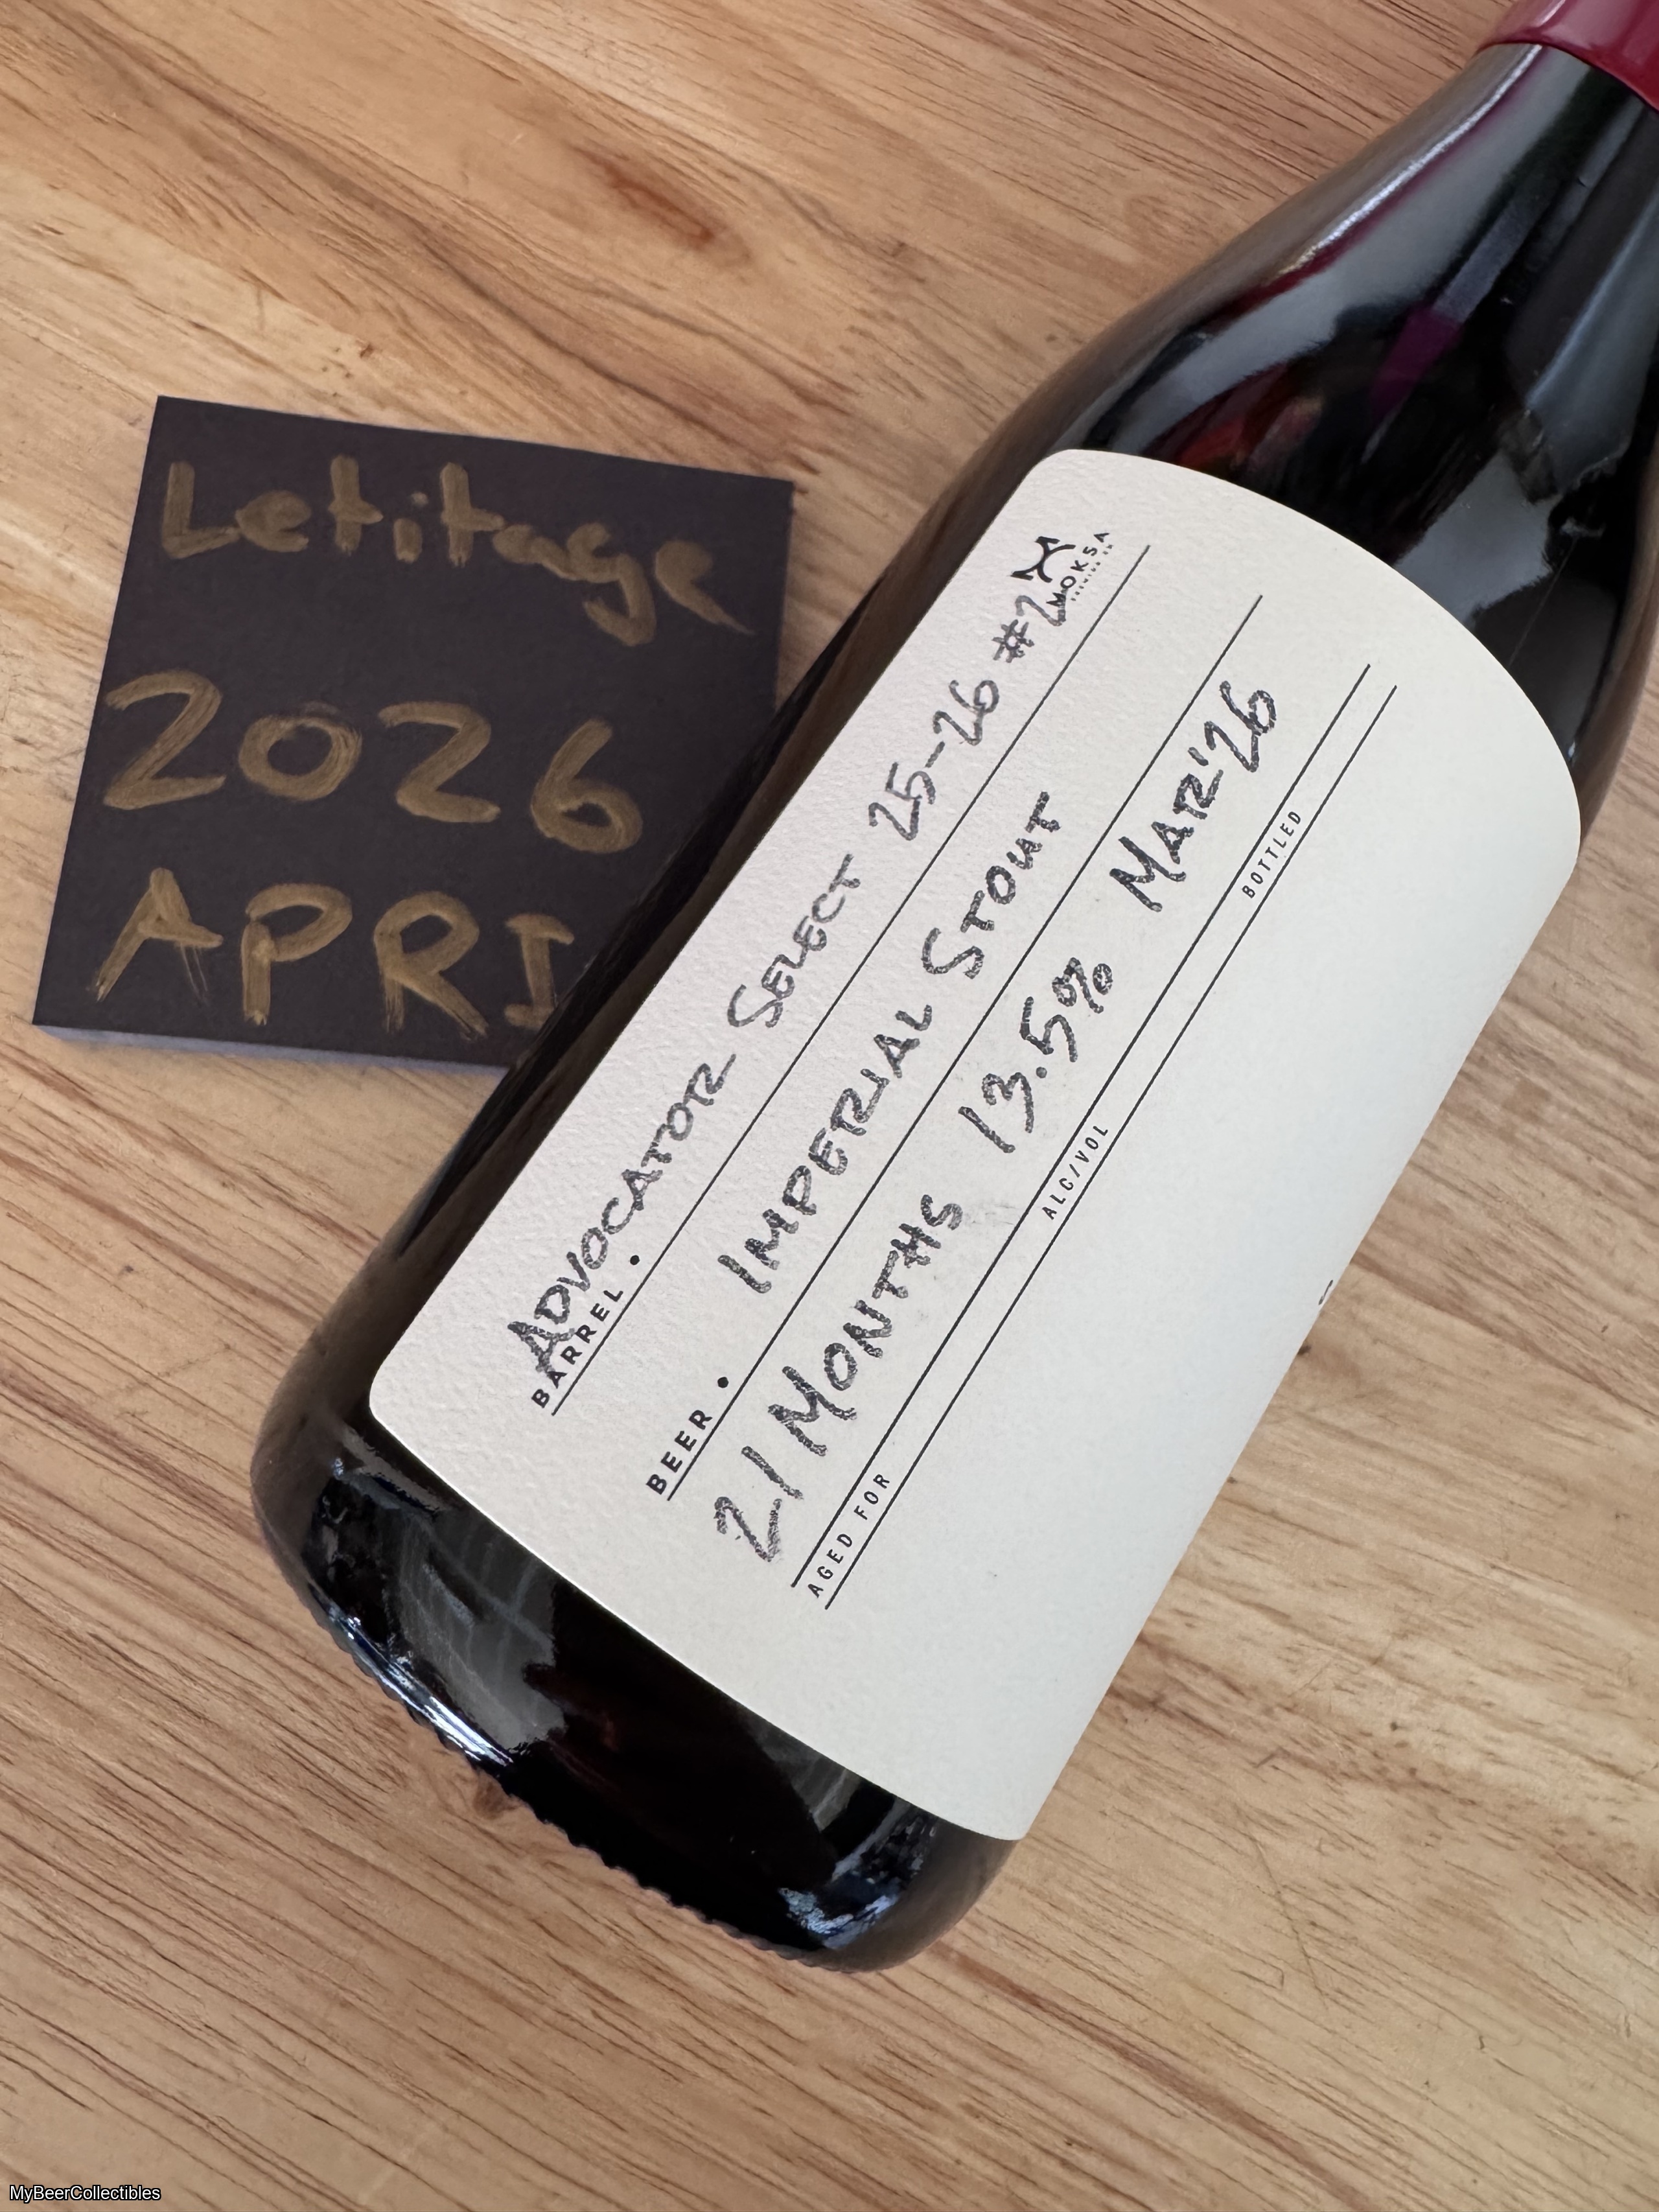 Letitage
2026
APRI
MOKSA
BARREL. ADVOCATOR SELECT 25-26 #2
BEER. IMPERIAL STOUT
21 MONTHS 13.5% MAR'26
AGED FOR ALC/VOL BOTTLED
MyBeerCollectibles